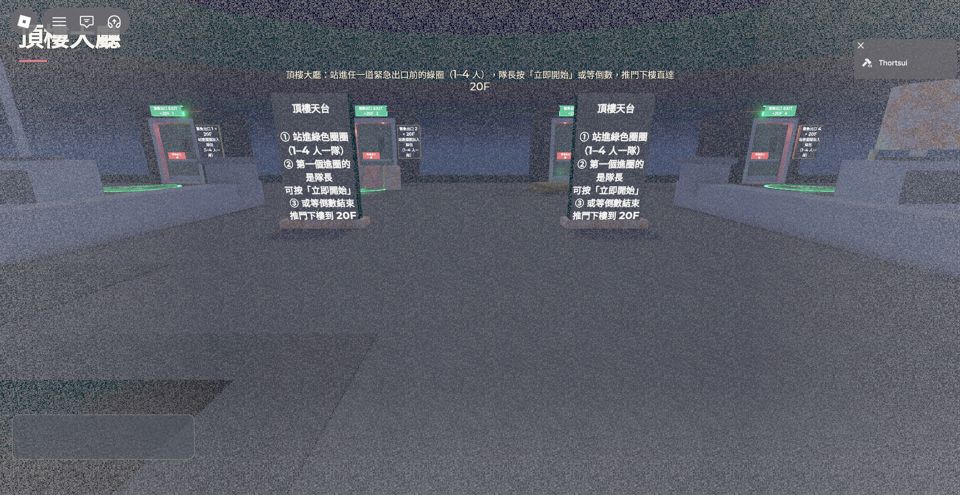 頂樓大廳
Thortsui
頂樓大廳：站進任一道緊急出口前的綠圈（1–4 人），隊長按「立即開始」或等倒數，推門下樓直達
20F
頂樓天台
① 站進綠色圈圈
（1–4 人一隊）
② 第一個進圈的
是隊長
可按「立即開始」
③ 或等倒數結束
推門下樓到 20F
頂樓天台
① 站進綠色圈圈
（1–4 人一隊）
② 第一個進圈的
是隊長
可按「立即開始」
③ 或等倒數結束
推門下樓到 20F